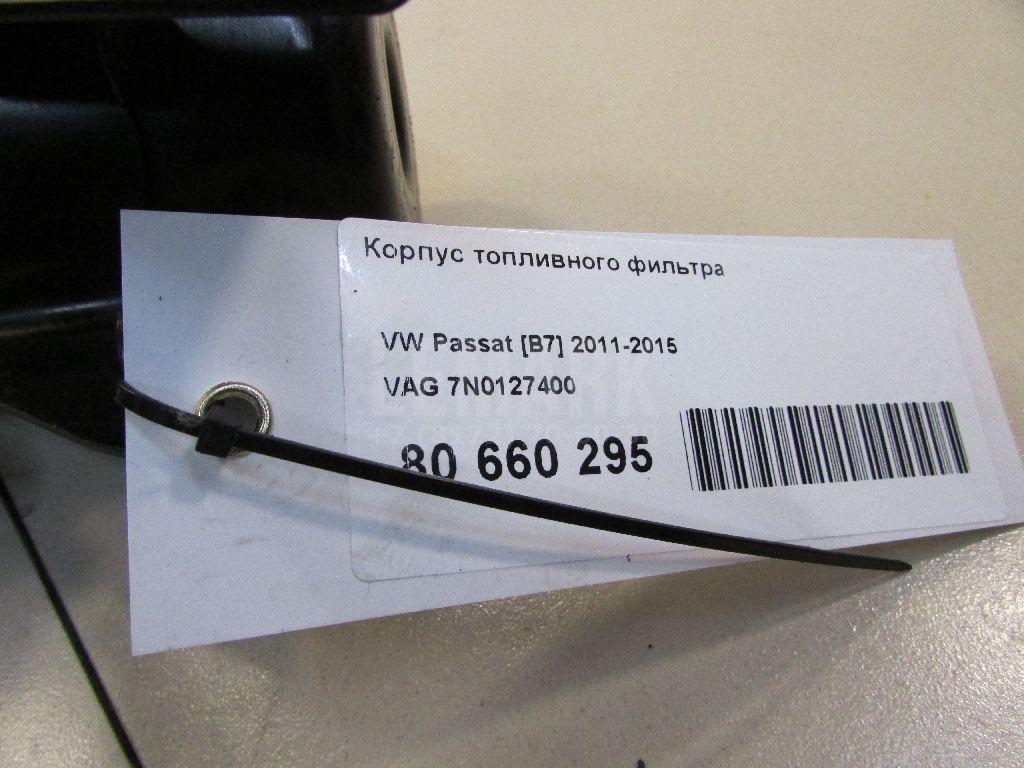 Корпус топливного фильтра
VW Passat [B7] 2011-2015
VAG 7N0127400
80 660 295